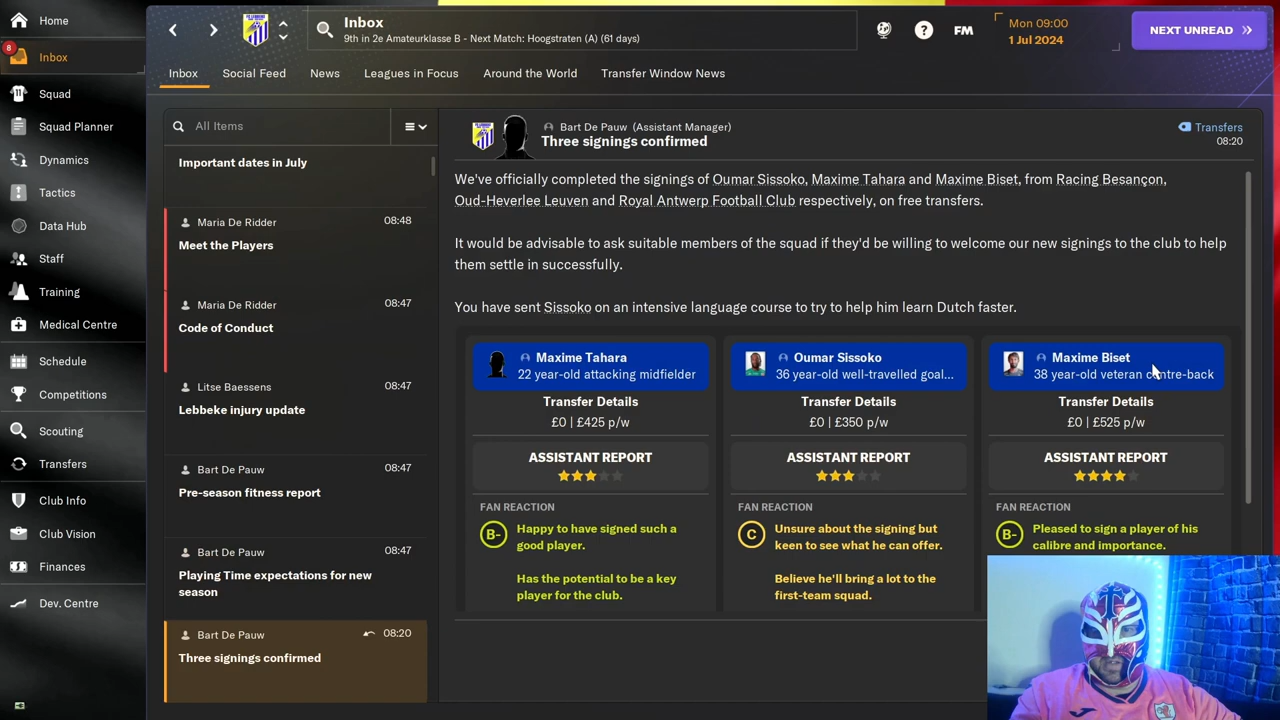 Home
8
Inbox
Squad
Squad Planner
Dynamics
Tactics
Data Hub
Staff
Training
Medical Centre
Schedule
Competitions
Scouting
Transfers
Club Info
Club Vision
Finances
Dev. Centre
Inbox
9th in 2e Amateurklasse B - Next Match: Hoogstraten (A) (61 days)
?
FM
Mon 09:00
1 Jul 2024
NEXT UNREAD
Inbox
Social Feed
News
Leagues in Focus
Around the World
Transfer Window News
All Items
Important dates in July
Maria De Ridder 08:48
Meet the Players
Maria De Ridder 08:47
Code of Conduct
Litse Baessens 08:47
Lebbeke injury update
Bart De Pauw 08:47
Pre-season fitness report
Bart De Pauw 08:47
Playing Time expectations for new
season
Bart De Pauw 08:20
Three signings confirmed
Bart De Pauw (Assistant Manager)
Three signings confirmed
Transfers
08:20
We've officially completed the signings of Oumar Sissoko, Maxime Tahara and Maxime Biset, from Racing Besançon,
Oud-Heverlee Leuven and Royal Antwerp Football Club respectively, on free transfers.
It would be advisable to ask suitable members of the squad if they'd be willing to welcome our new signings to the club to help
them settle in successfully.
You have sent Sissoko on an intensive language course to try to help him learn Dutch faster.
Maxime Tahara
22 year-old attacking midfielder
Transfer Details
£0 | £425 p/w
ASSISTANT REPORT
FAN REACTION
B-
Happy to have signed such a
good player.
Has the potential to be a key
player for the club.
Oumar Sissoko
36 year-old well-travelled goal...
Transfer Details
£0 | £350 p/w
ASSISTANT REPORT
FAN REACTION
C
Unsure about the signing but
keen to see what he can offer.
Believe he'll bring a lot to the
first-team squad.
Maxime Biset
38 year-old veteran centre-back
Transfer Details
£0 | £525 p/w
ASSISTANT REPORT
FAN REACTION
B-
Pleased to sign a player of his
calibre and importance.